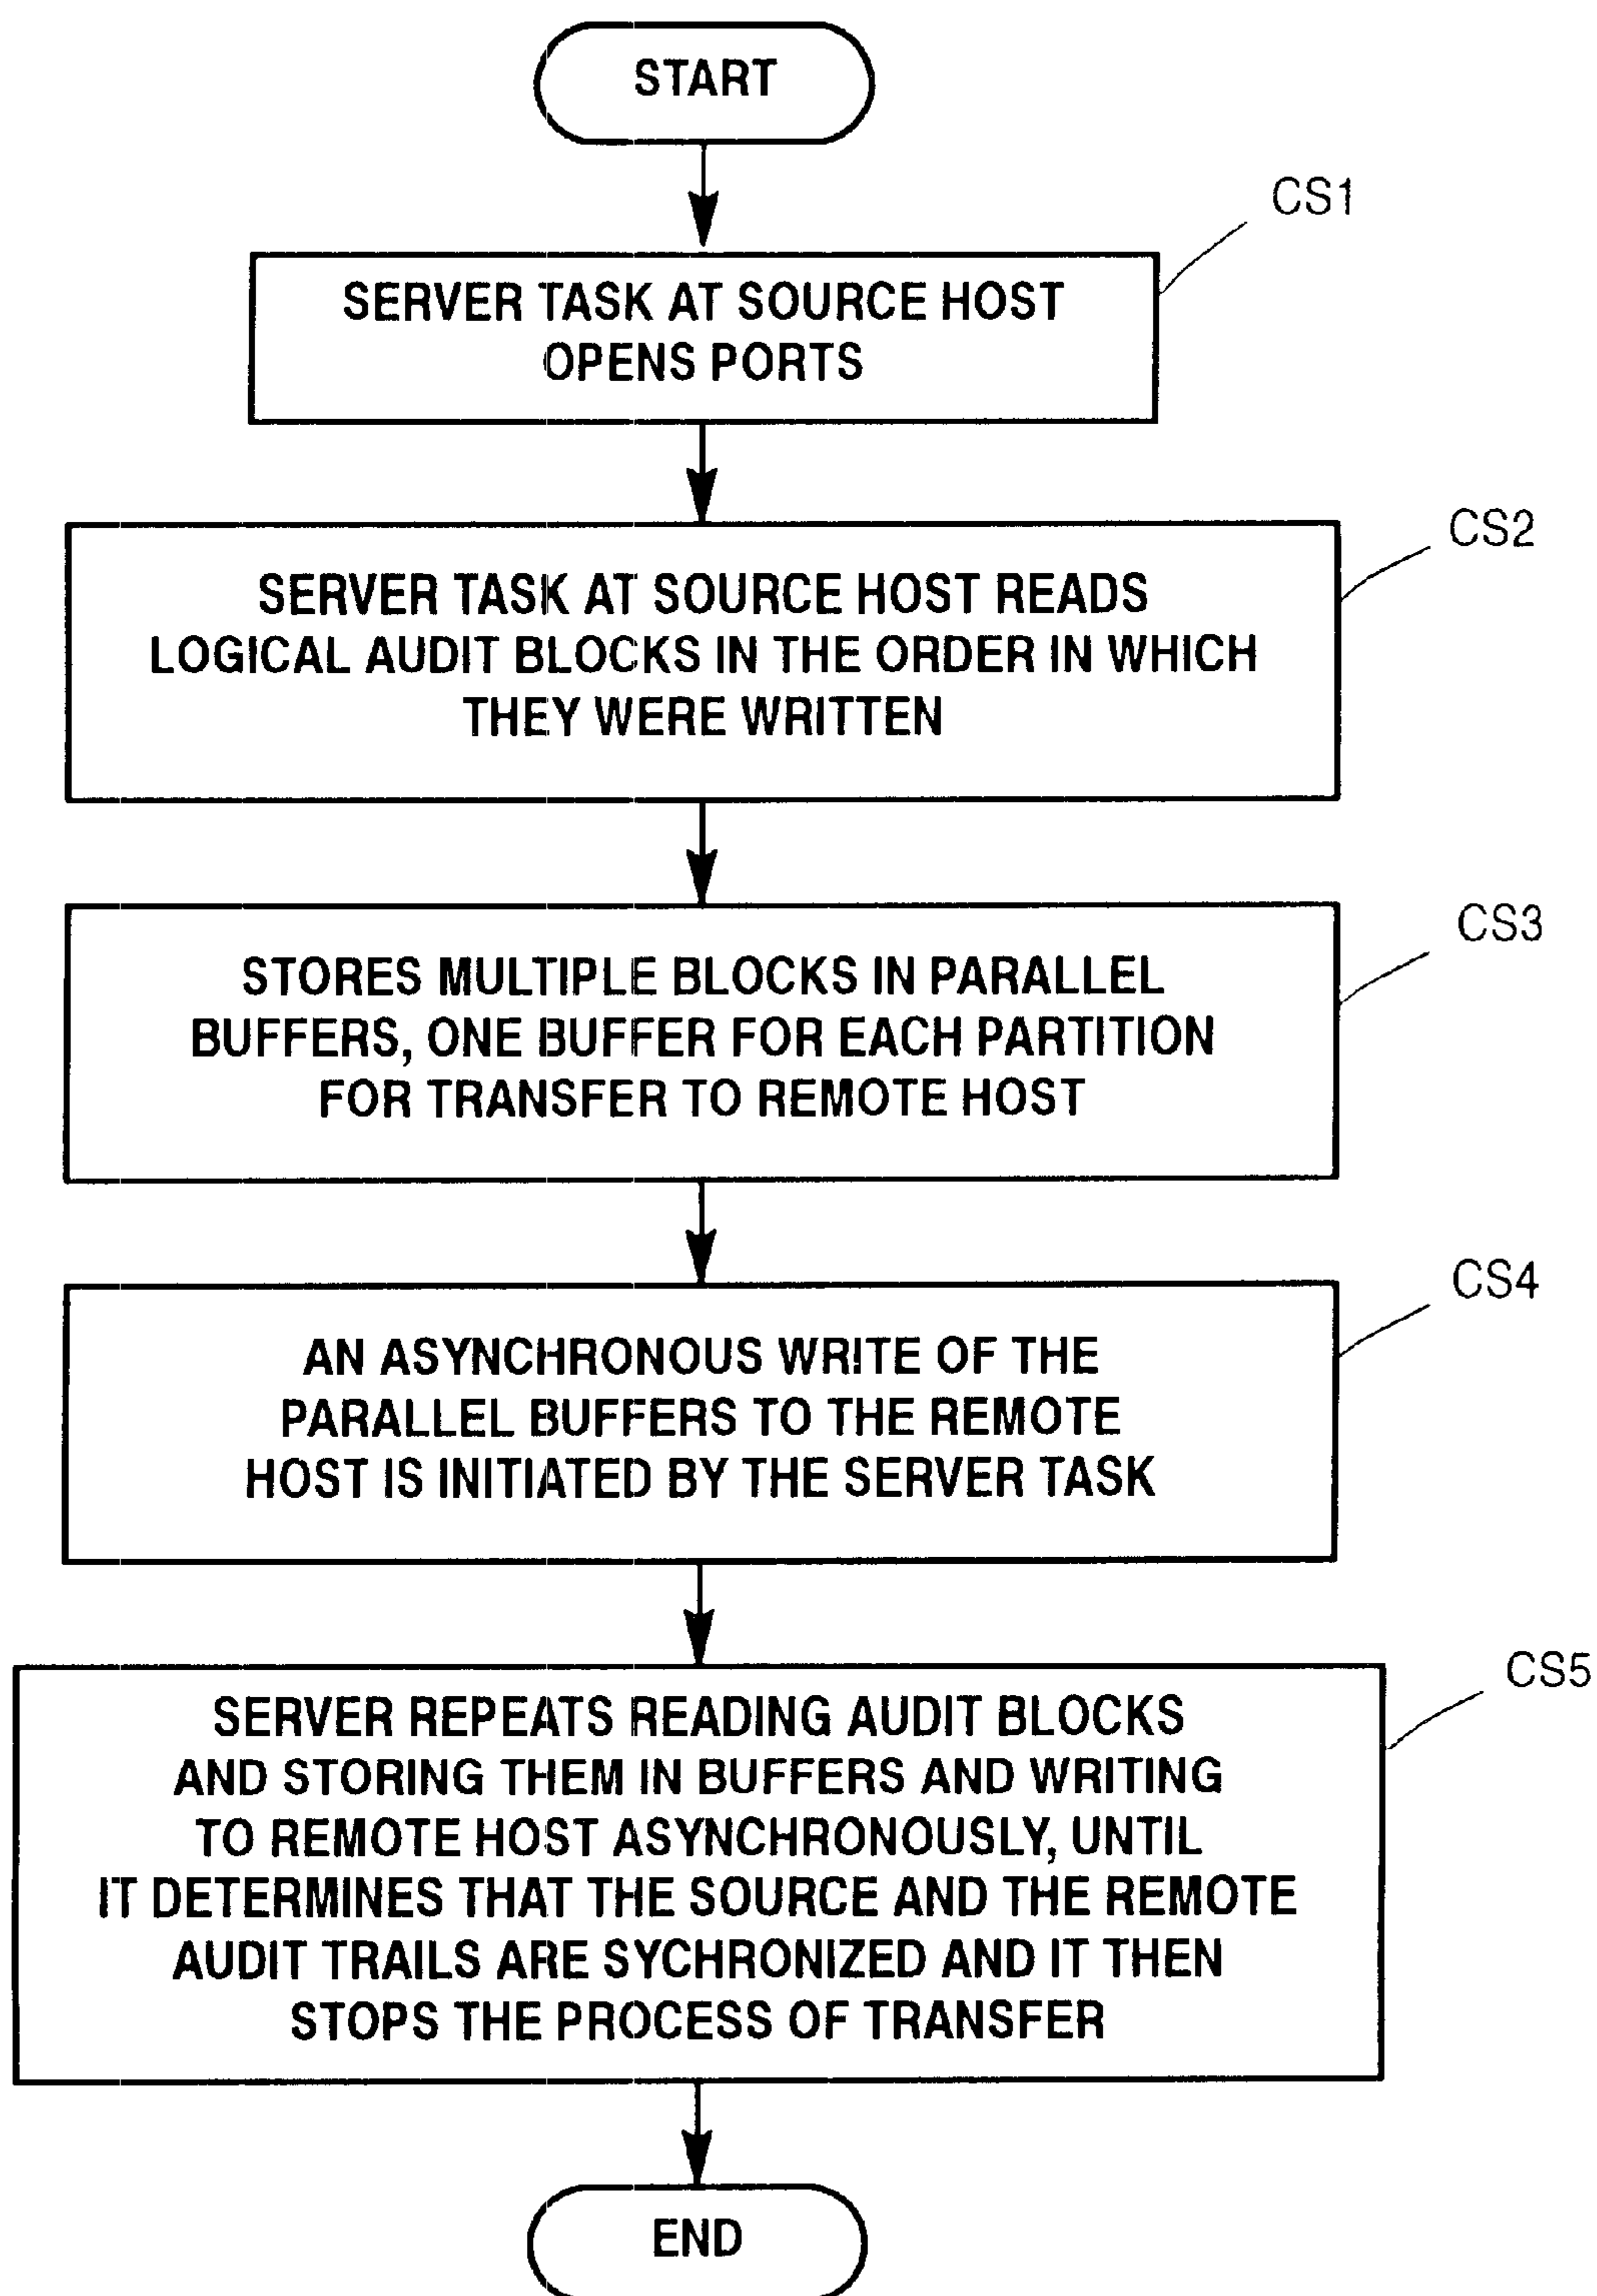 START
CS1
SERVER TASK AT SOURCE HOST
OPENS PORTS
CS2
SERVER TASK AT SOURCE HOST READS
LOGICAL AUDIT BLOCKS IN THE ORDER IN WHICH
THEY WERE WRITTEN
CS3
STORES MULTIPLE BLOCKS IN PARALLEL
BUFFERS, ONE BUFFER FOR EACH PARTITION
FOR TRANSFER TO REMOTE HOST
CS4
AN ASYNCHRONOUS WRITE OF THE
PARALLEL BUFFERS TO THE REMOTE
HOST IS INITIATED BY THE SERVER TASK
CS5
SERVER REPEATS READING AUDIT BLOCKS
AND STORING THEM IN BUFFERS AND WRITING
TO REMOTE HOST ASYNCHRONOUSLY, UNTIL
IT DETERMINES THAT THE SOURCE AND THE REMOTE
AUDIT TRAILS ARE SYCHRONIZED AND IT THEN
STOPS THE PROCESS OF TRANSFER
END